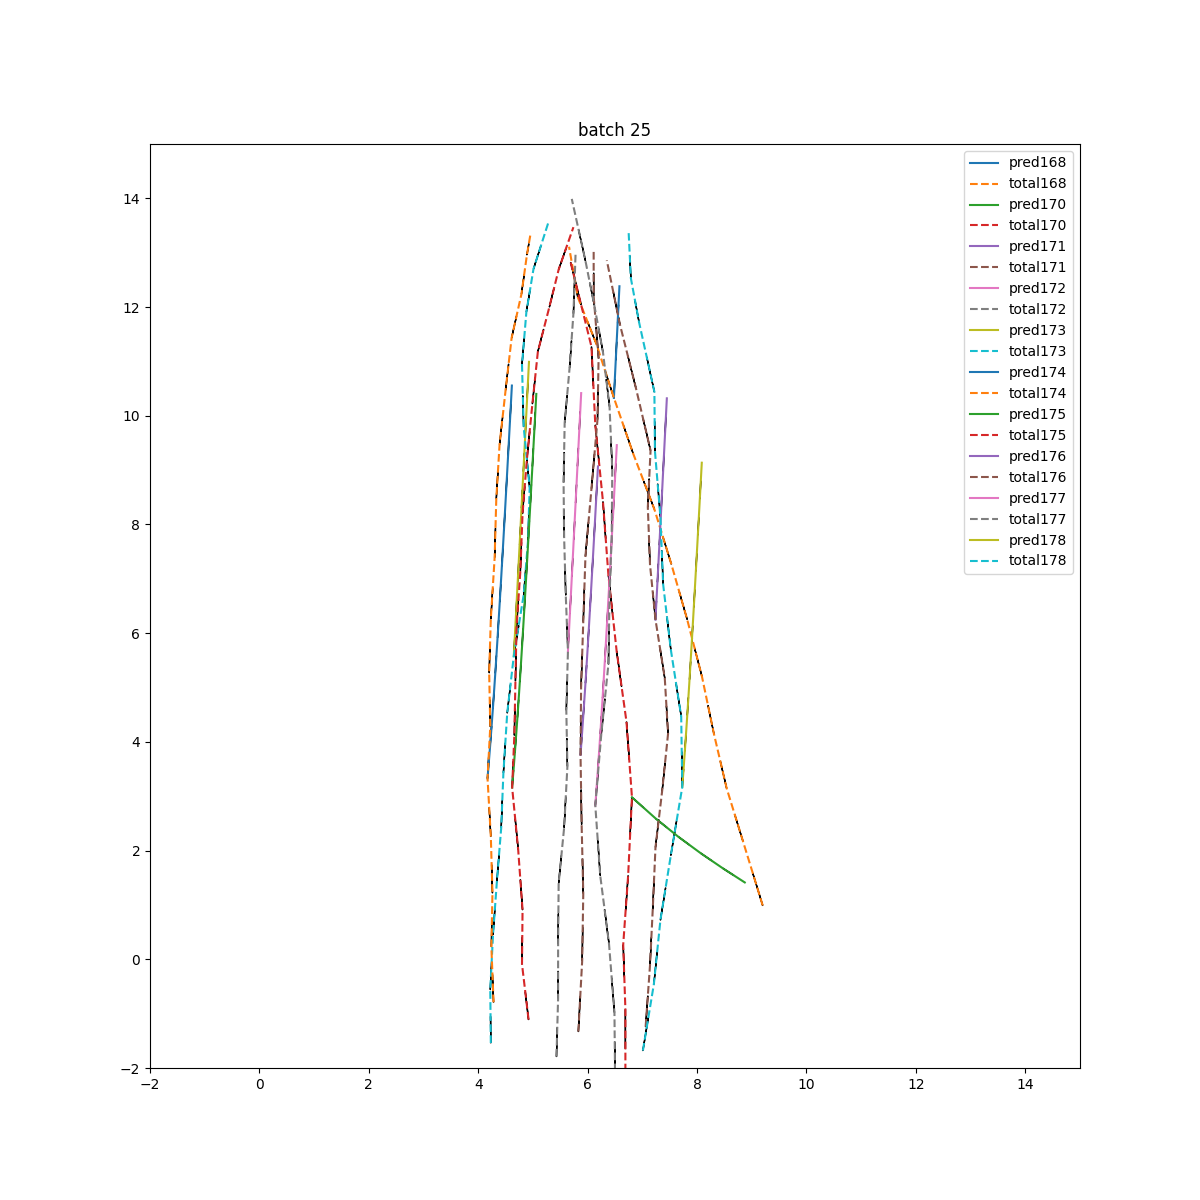 batch 25
pred168
total168
pred170
total170
pred171
total171
pred172
total172
pred173
total173
pred174
total174
pred175
total175
pred176
total176
pred177
total177
pred178
total178
14
12
10
8
6
4
2
0
−2
−2 0 2 4 6 8 10 12 14